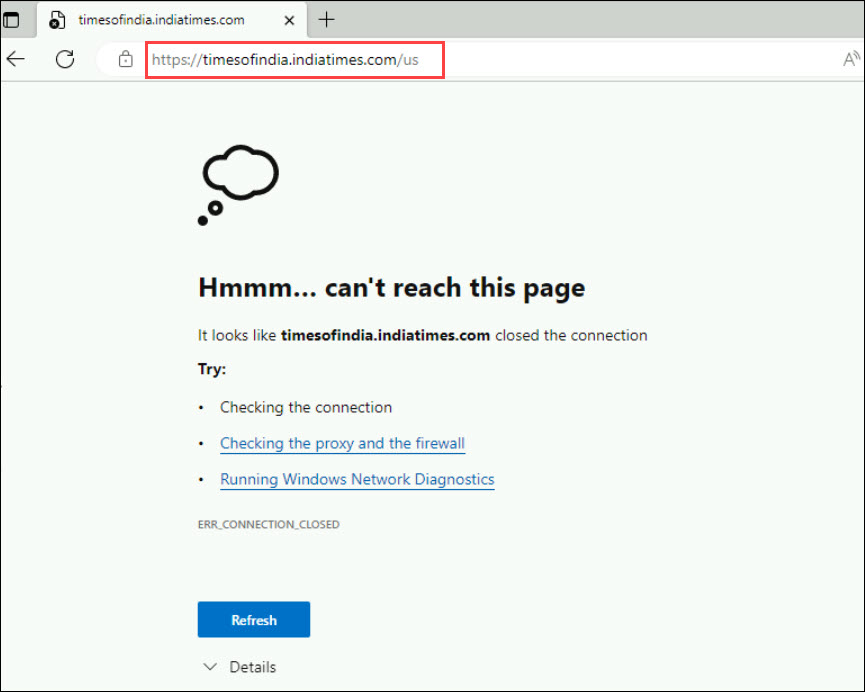 timesofindia.indiatimes.com
https://timesofindia.indiatimes.com/us
Hmmm... can't reach this page
It looks like timesofindia.indiatimes.com closed the connection
Try:
• Checking the connection
• Checking the proxy and the firewall
• Running Windows Network Diagnostics
ERR_CONNECTION_CLOSED
Refresh
Details